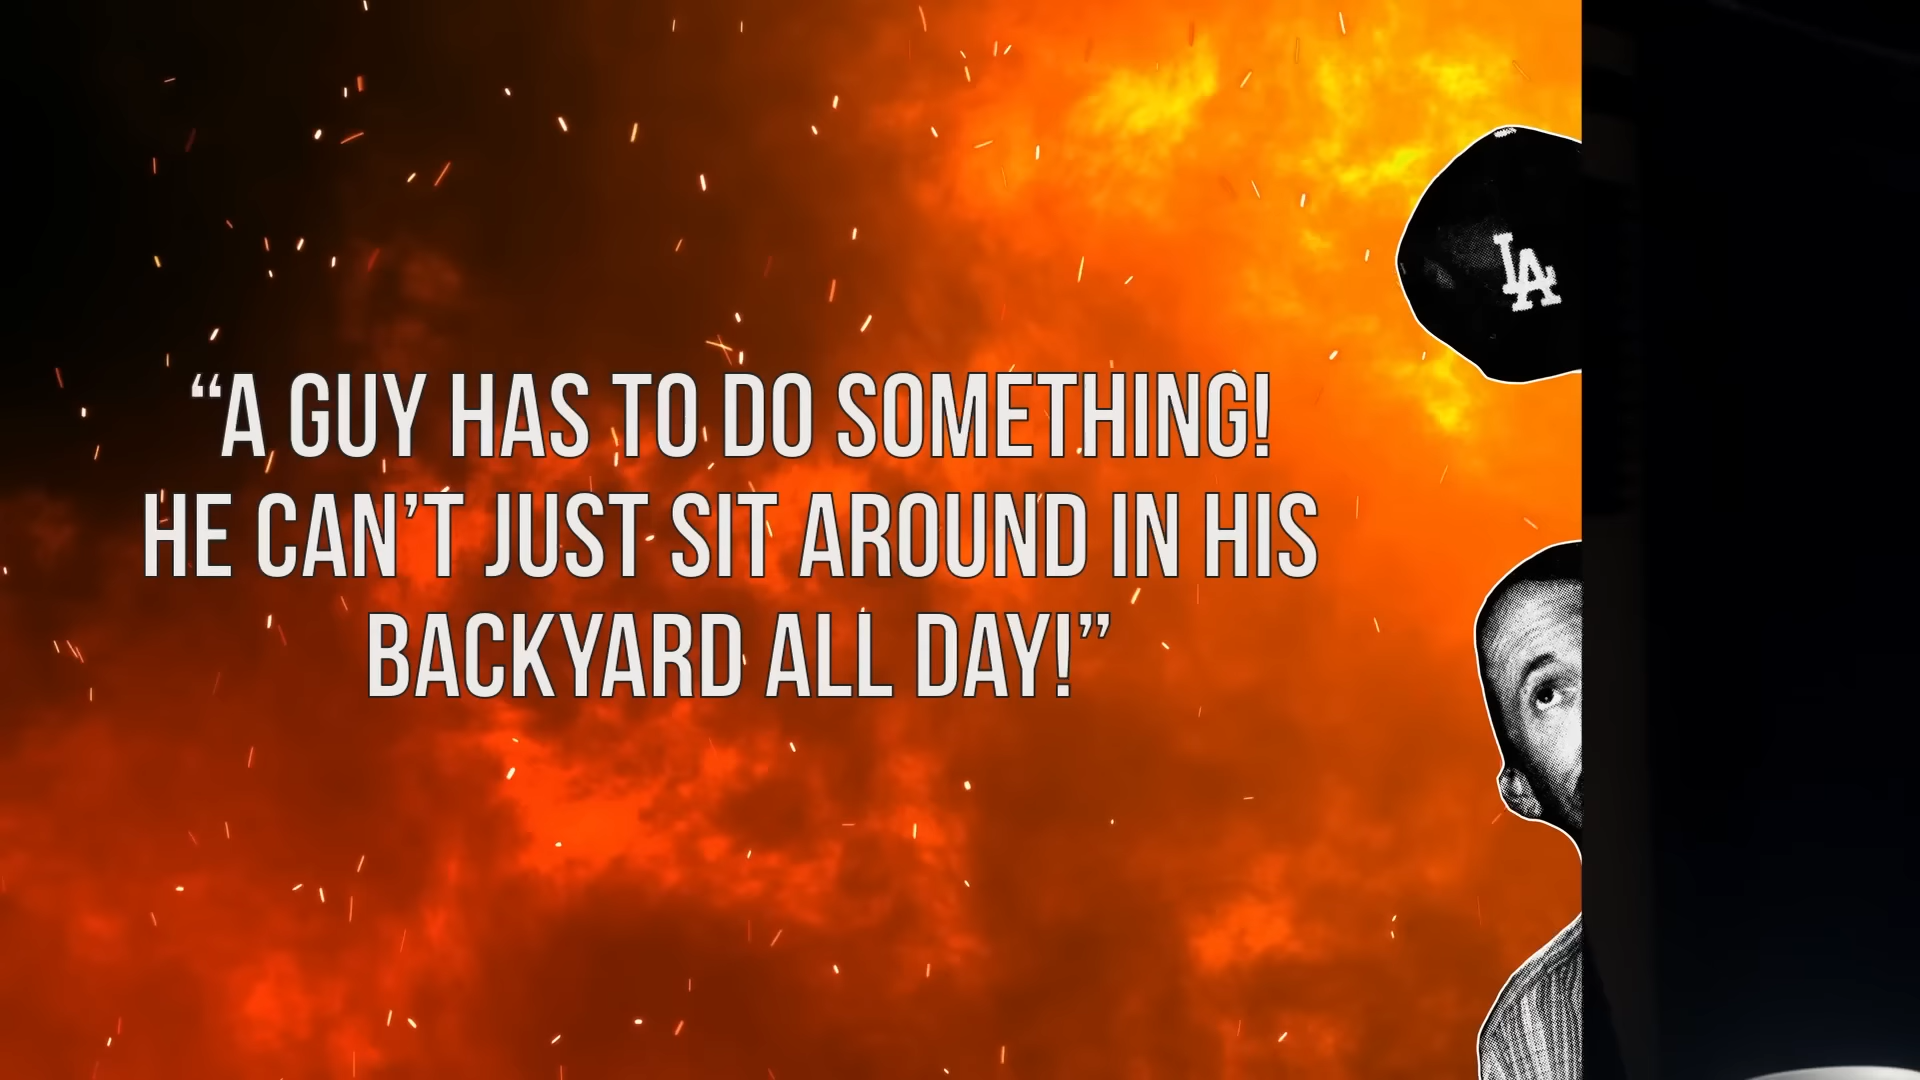 “A GUY HAS TO DO SOMETHING!
HE CAN’T JUST SIT AROUND IN HIS
BACKYARD ALL DAY!”
LA